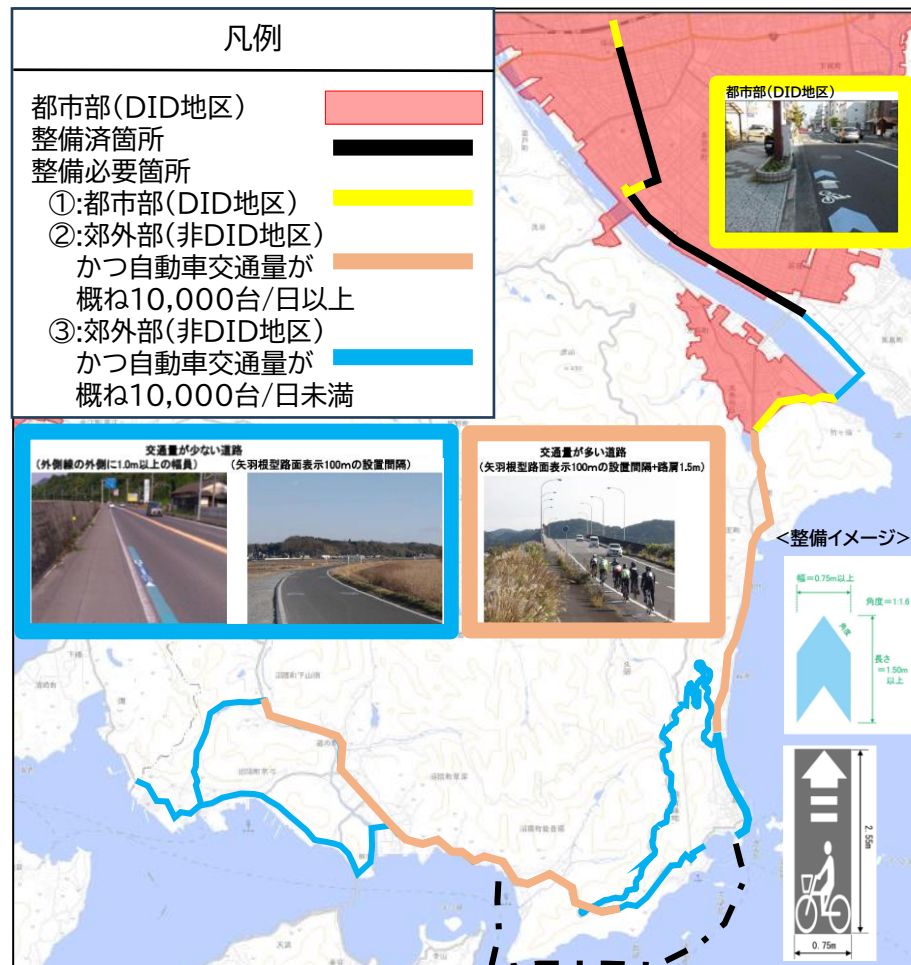 凡例
都市部(DID地区)
整備済箇所
整備必要箇所
①:都市部(DID地区)
②:郊外部(非DID地区)
かつ自動車交通量が
概ね10,000台/日以上
③:郊外部(非DID地区)
かつ自動車交通量が
概ね10,000台/日未満
都市部(DID地区)
交通量が少ない道路
(外側線の外側に1.0m以上の幅員)
(矢羽根型路面表示100mの設置間隔)
交通量が多い道路
(矢羽根型路面表示100mの設置間隔+路肩1.5m)
<整備イメージ>
幅=0.75m以上
角度=1:1.6
角度
長さ
=1.50m
以上
2.55m
0.75m